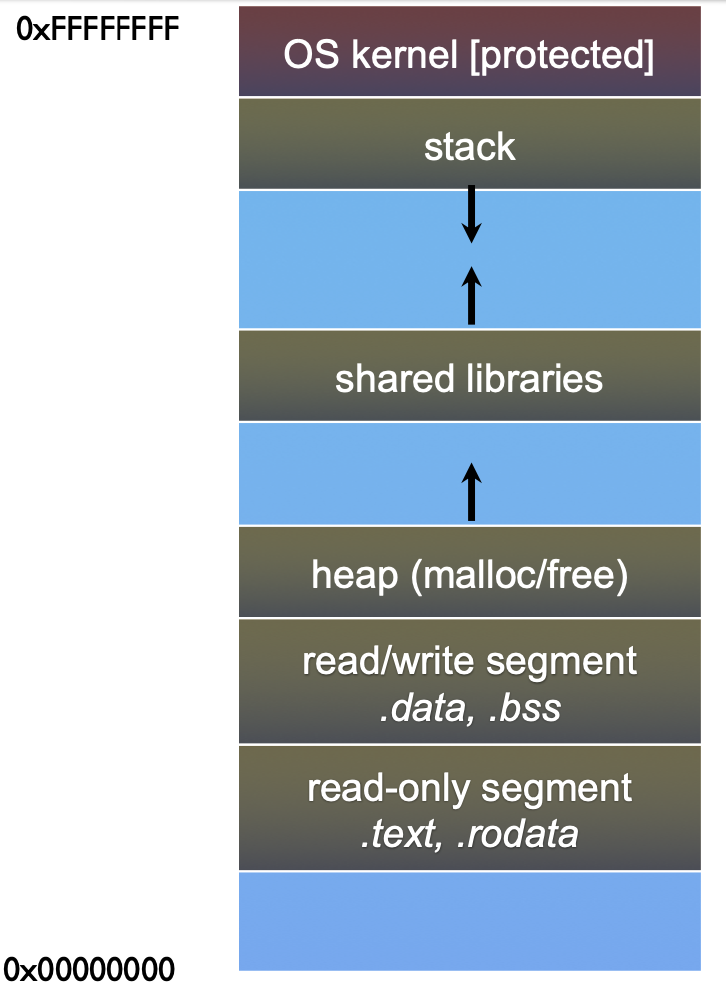 0xFFFFFFFF
OS kernel [protected]
stack
shared libraries
heap (malloc/free)
read/write segment
.data, .bss
read-only segment
.text, .rodata
0x00000000